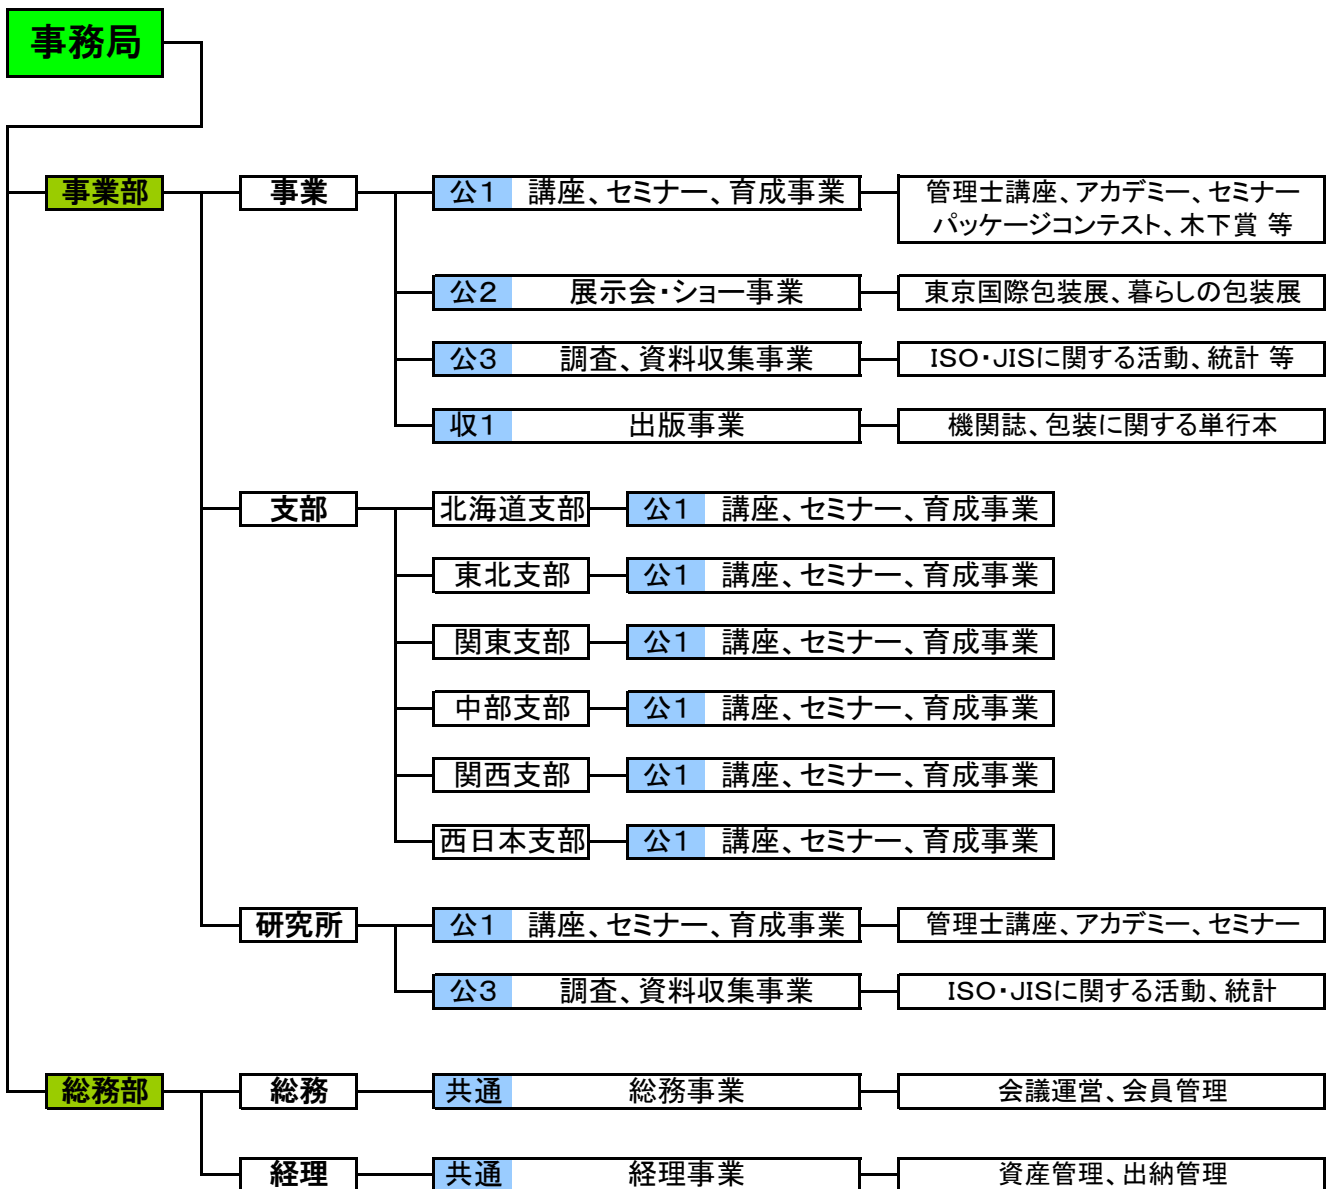 事務局
事業部 事業 公1 講座、セミナー、育成事業 管理士講座、アカデミー、セミナー
パッケージコンテスト、木下賞 等
公2 展示会・ショー事業 東京国際包装展、暮らしの包装展
公3 調査、資料収集事業 ISO・JISに関する活動、統計 等
収1 出版事業 機関誌、包装に関する単行本
支部 北海道支部 公1 講座、セミナー、育成事業
東北支部 公1 講座、セミナー、育成事業
関東支部 公1 講座、セミナー、育成事業
中部支部 公1 講座、セミナー、育成事業
関西支部 公1 講座、セミナー、育成事業
西日本支部 公1 講座、セミナー、育成事業
研究所 公1 講座、セミナー、育成事業 管理士講座、アカデミー、セミナー
公3 調査、資料収集事業 ISO・JISに関する活動、統計
総務部 総務 共通 総務事業 会議運営、会員管理
経理 共通 経理事業 資産管理、出納管理